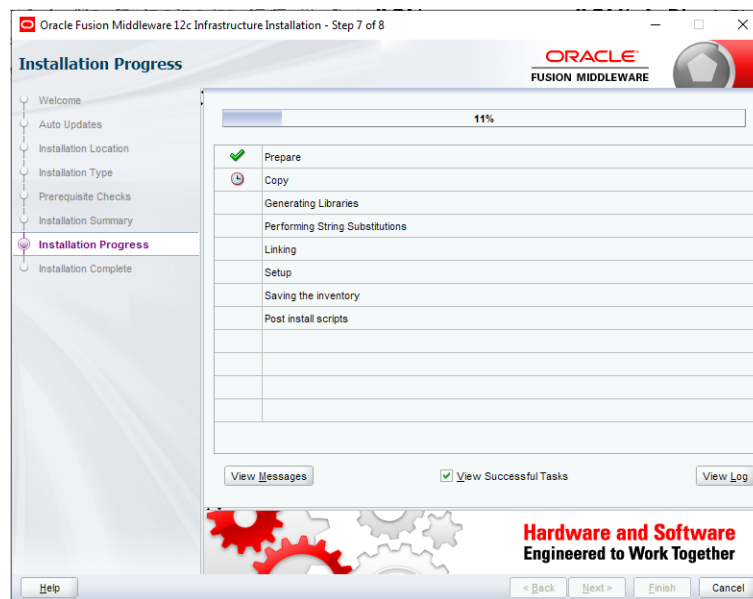 Oracle Fusion Middleware 12c Infrastructure Installation - Step 7 of 8
Installation Progress
ORACLE
FUSION MIDDLEWARE
Welcome
Auto Updates
Installation Location
Installation Type
Prerequisite Checks
Installation Summary
Installation Progress
Installation Complete
11%
Prepare
Copy
Generating Libraries
Performing String Substitutions
Linking
Setup
Saving the inventory
Post install scripts
View Messages
View Successful Tasks
View Log
Hardware and Software
Engineered to Work Together
Help
< Back
Next >
Finish
Cancel